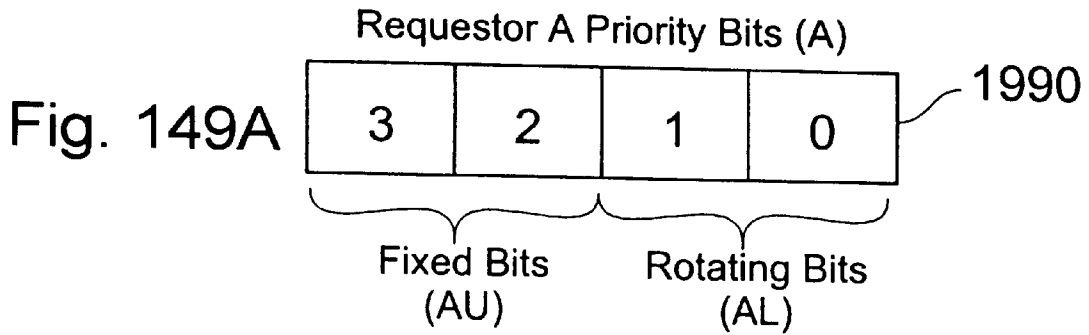 Requestor A Priority Bits (A)
1990
Fig. 149A
3 2 1 0
Fixed Bits
(AU)
Rotating Bits
(AL)